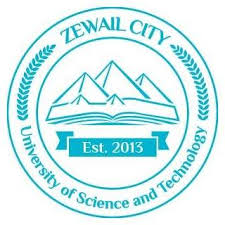 ZEWAIL CITY
Est. 2013
University of Science and Technology